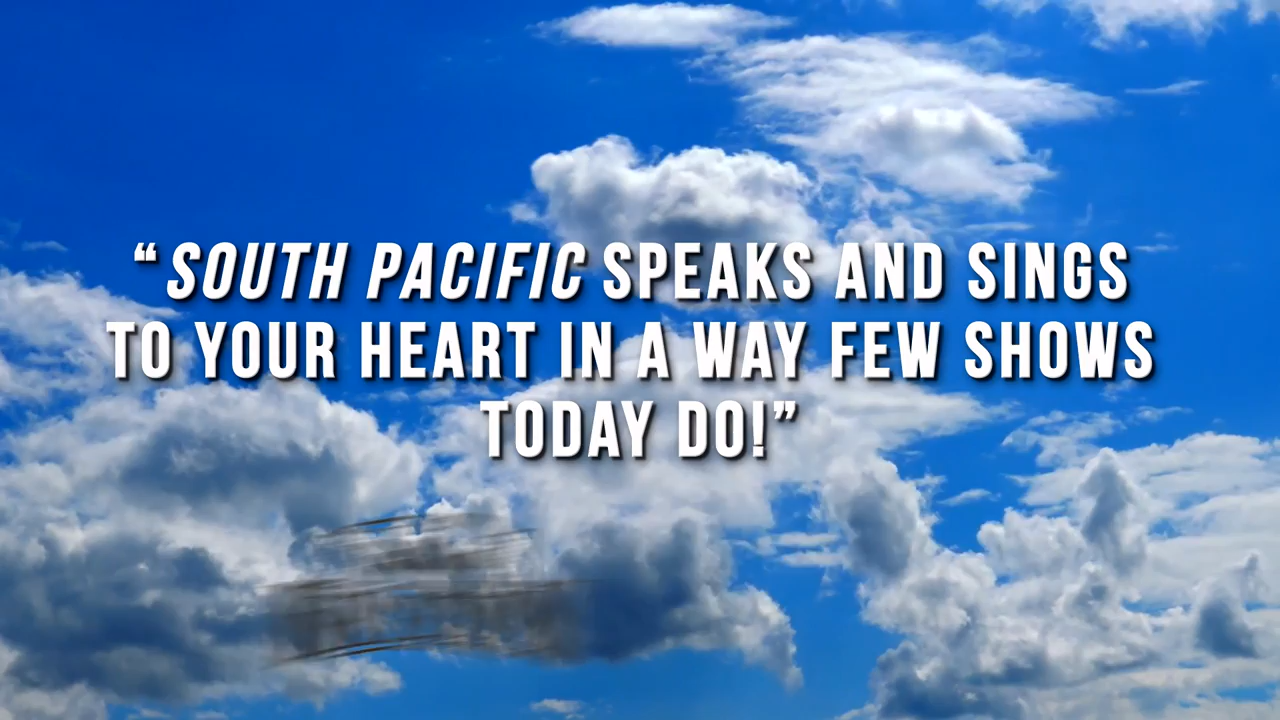 “SOUTH PACIFIC SPEAKS AND SINGS
TO YOUR HEART IN A WAY FEW SHOWS
TODAY DO!”